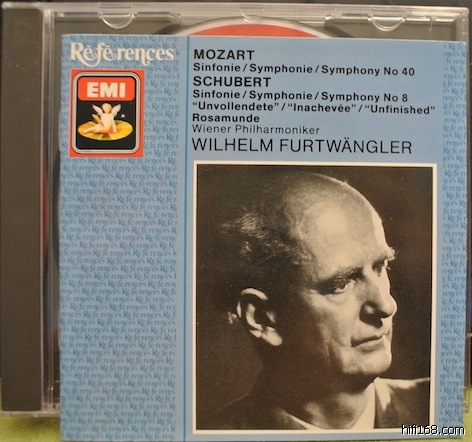 Références
EMI
MOZART
Sinfonie/Symphonie/Symphony No 40
SCHUBERT
Sinfonie/Symphonie/Symphony No 8
“Unvollendete”/“Inachevée”/“Unfinished”
Rosamunde
Wiener Philharmoniker
WILHELM FURTWÄNGLER
hifi168.com